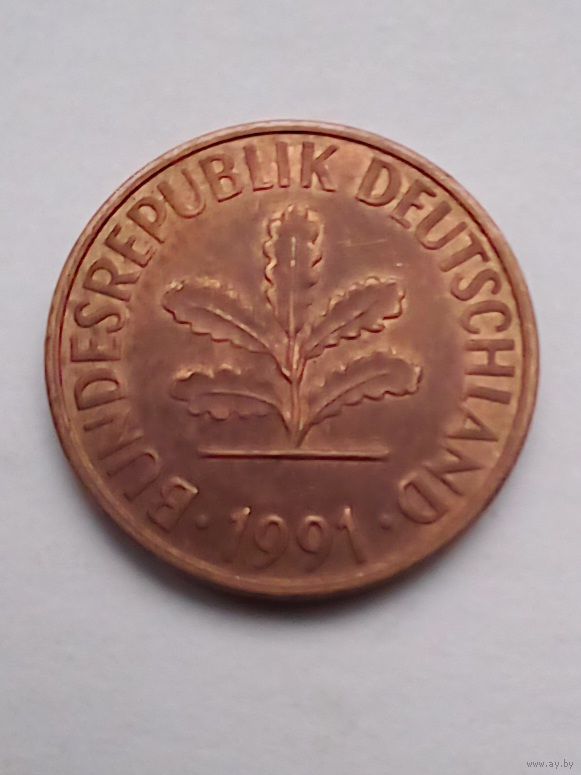 BUNDESREPUBLIK DEUTSCHLAND
· 1991 ·
www.ay.by